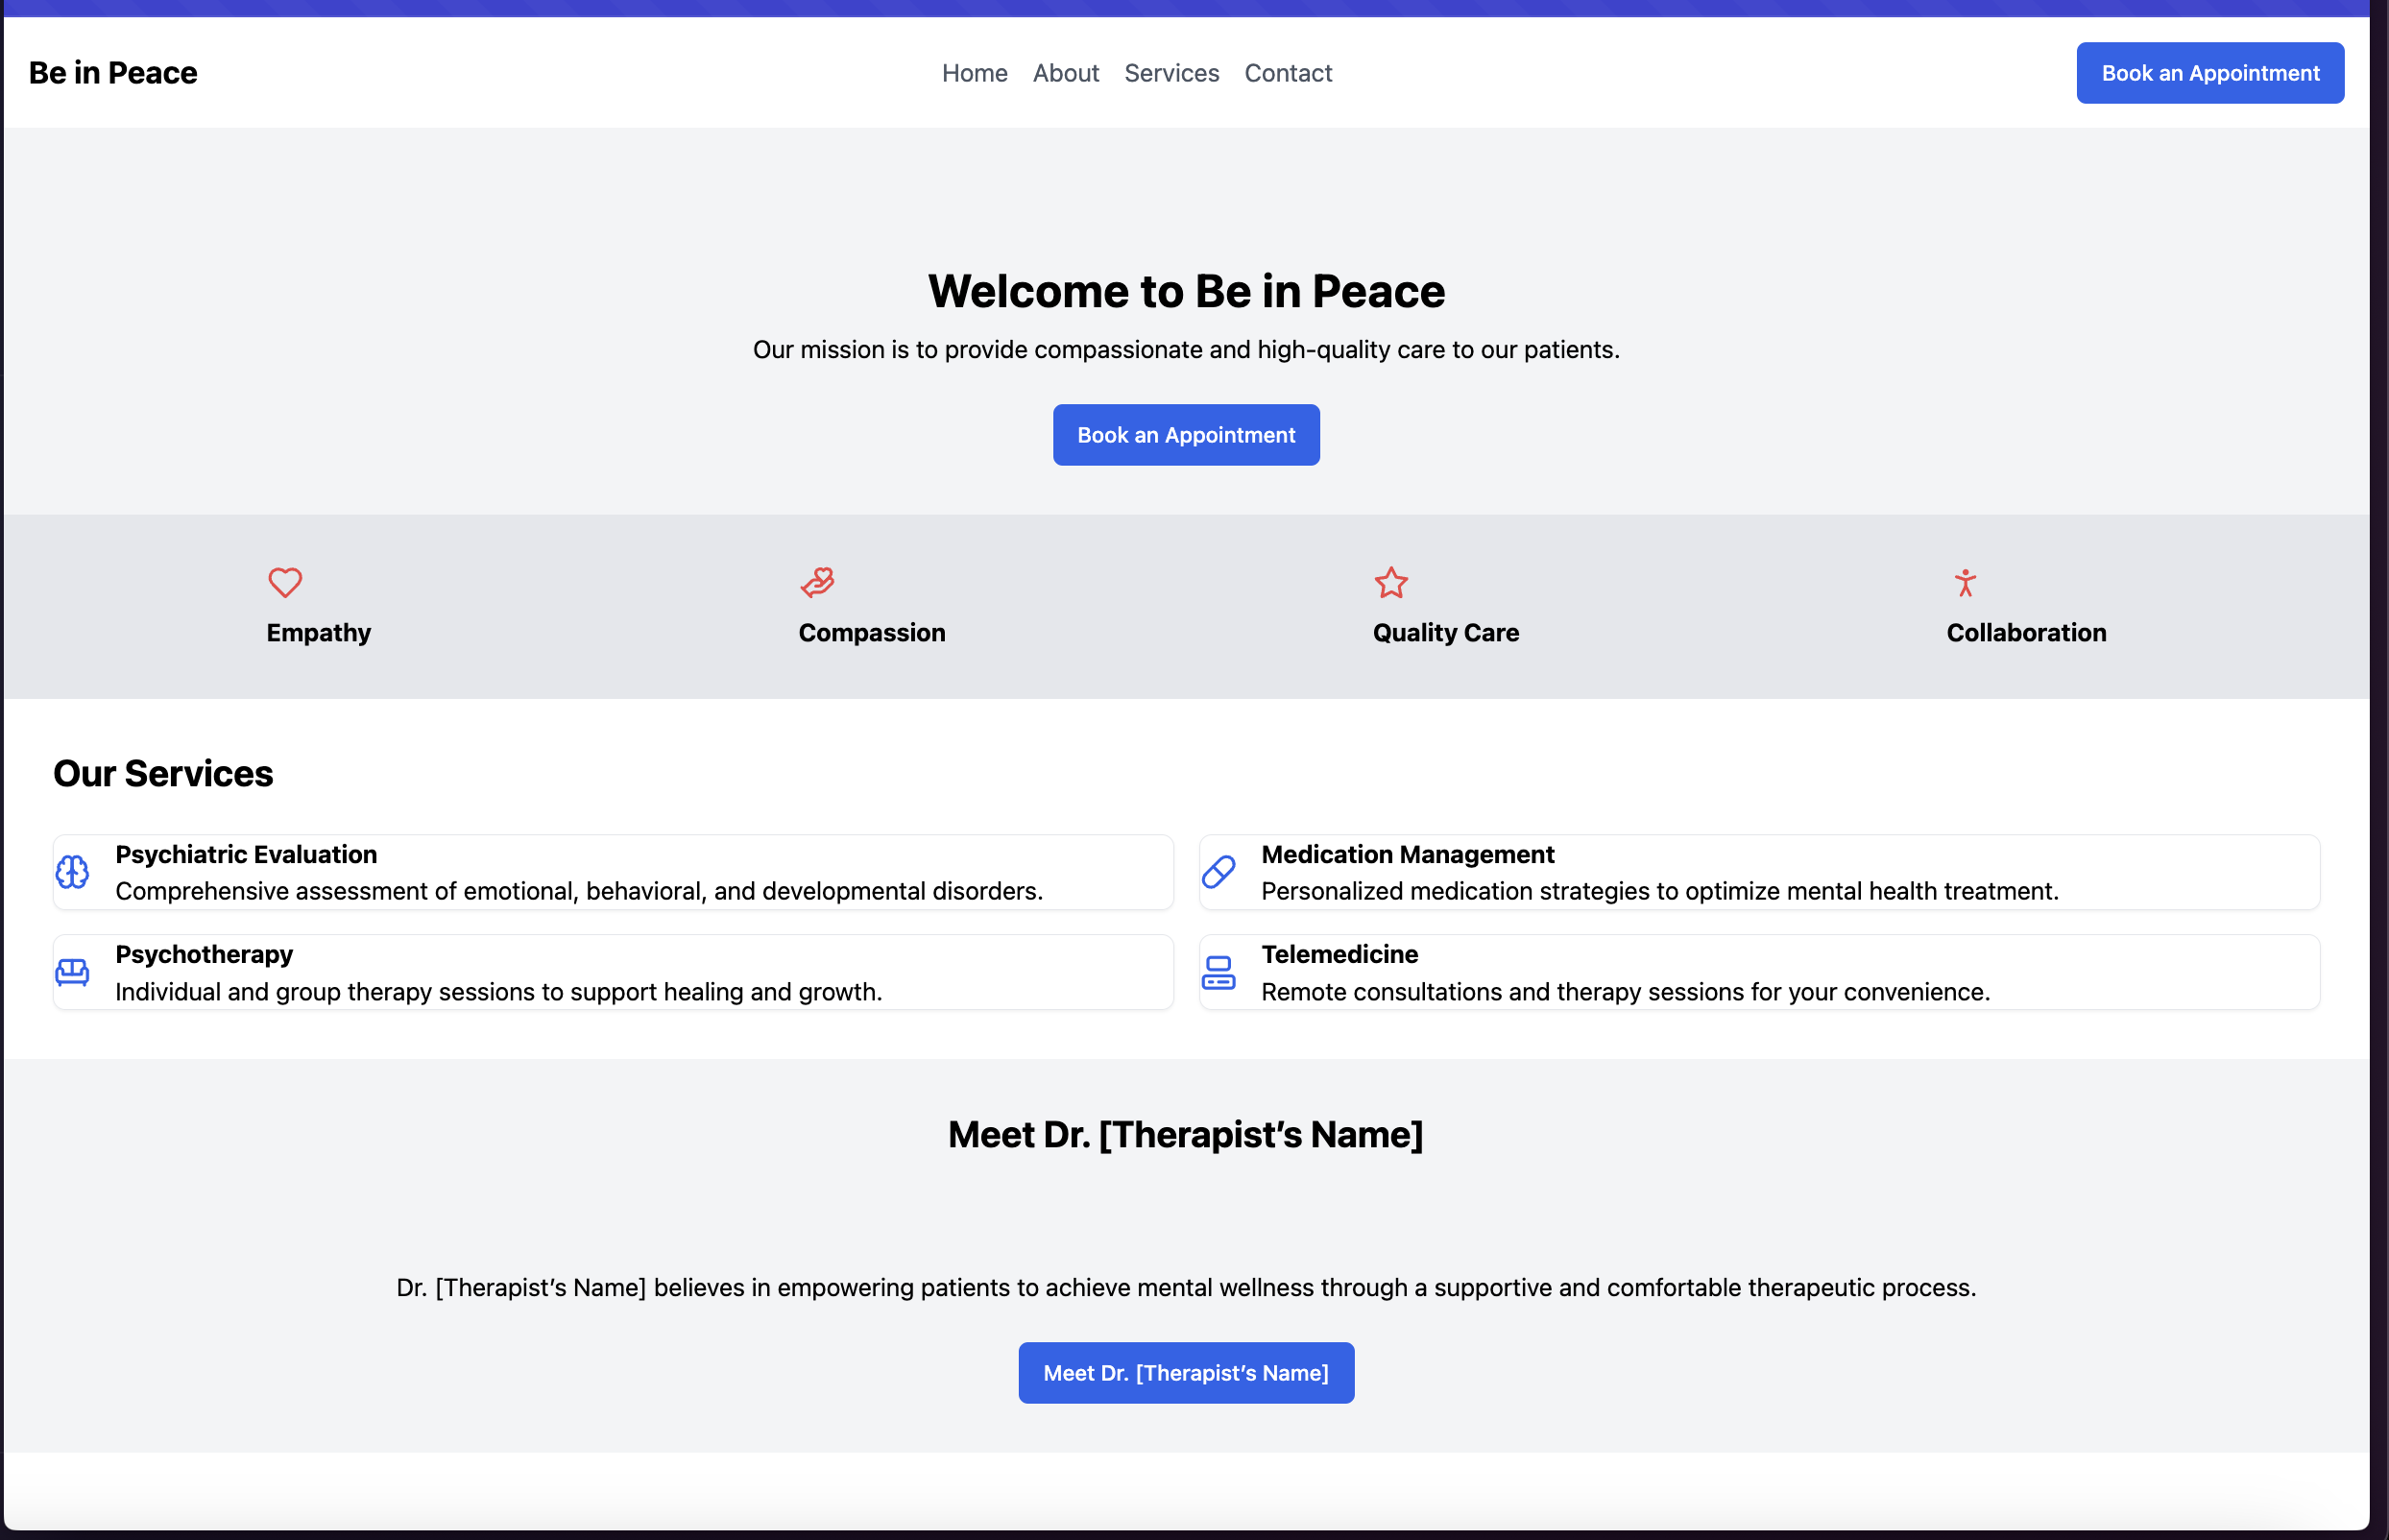 Be in Peace
Home About Services Contact
Book an Appointment
Welcome to Be in Peace
Our mission is to provide compassionate and high-quality care to our patients.
Book an Appointment
Empathy
Compassion
Quality Care
Collaboration
Our Services
Psychiatric Evaluation
Comprehensive assessment of emotional, behavioral, and developmental disorders.
Medication Management
Personalized medication strategies to optimize mental health treatment.
Psychotherapy
Individual and group therapy sessions to support healing and growth.
Telemedicine
Remote consultations and therapy sessions for your convenience.
Meet Dr. [Therapist’s Name]
Dr. [Therapist’s Name] believes in empowering patients to achieve mental wellness through a supportive and comfortable therapeutic process.
Meet Dr. [Therapist’s Name]